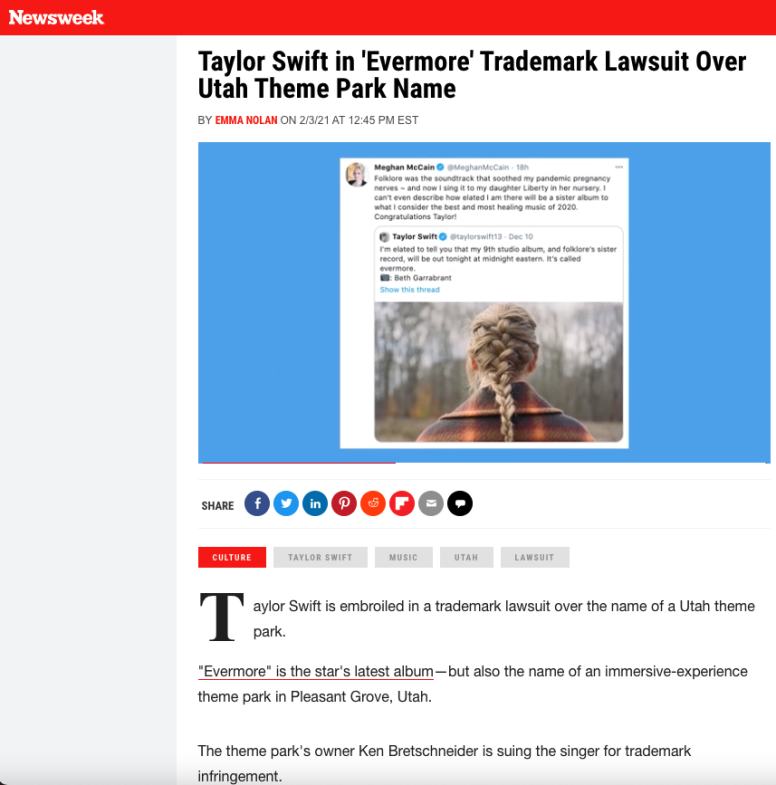 Newsweek
Taylor Swift in 'Evermore' Trademark Lawsuit Over
Utah Theme Park Name
BY EMMA NOLAN ON 2/3/21 AT 12:45 PM EST
Meghan McCain @MeghanMcCain · 18h
Folklore was the soundtrack that soothed my pandemic pregnancy
nerves ~ and now I sing it to my daughter Liberty in her nursery. I
can't even describe how elated I am there will be a sister album to
what I consider the best and most healing music of 2020.
Congratulations Taylor!
Taylor Swift @taylorswift13 · Dec 10
I'm elated to tell you that my 9th studio album, and folklore's sister
record, will be out tonight at midnight eastern. It's called
evermore.
: Beth Garrabrant
Show this thread
SHARE
f
in
CULTURE
TAYLOR SWIFT
MUSIC
UTAH
LAWSUIT
Taylor Swift is embroiled in a trademark lawsuit over the name of a Utah theme
park.
"Evermore" is the star's latest album—but also the name of an immersive-experience
theme park in Pleasant Grove, Utah.
The theme park's owner Ken Bretschneider is suing the singer for trademark
infringement.